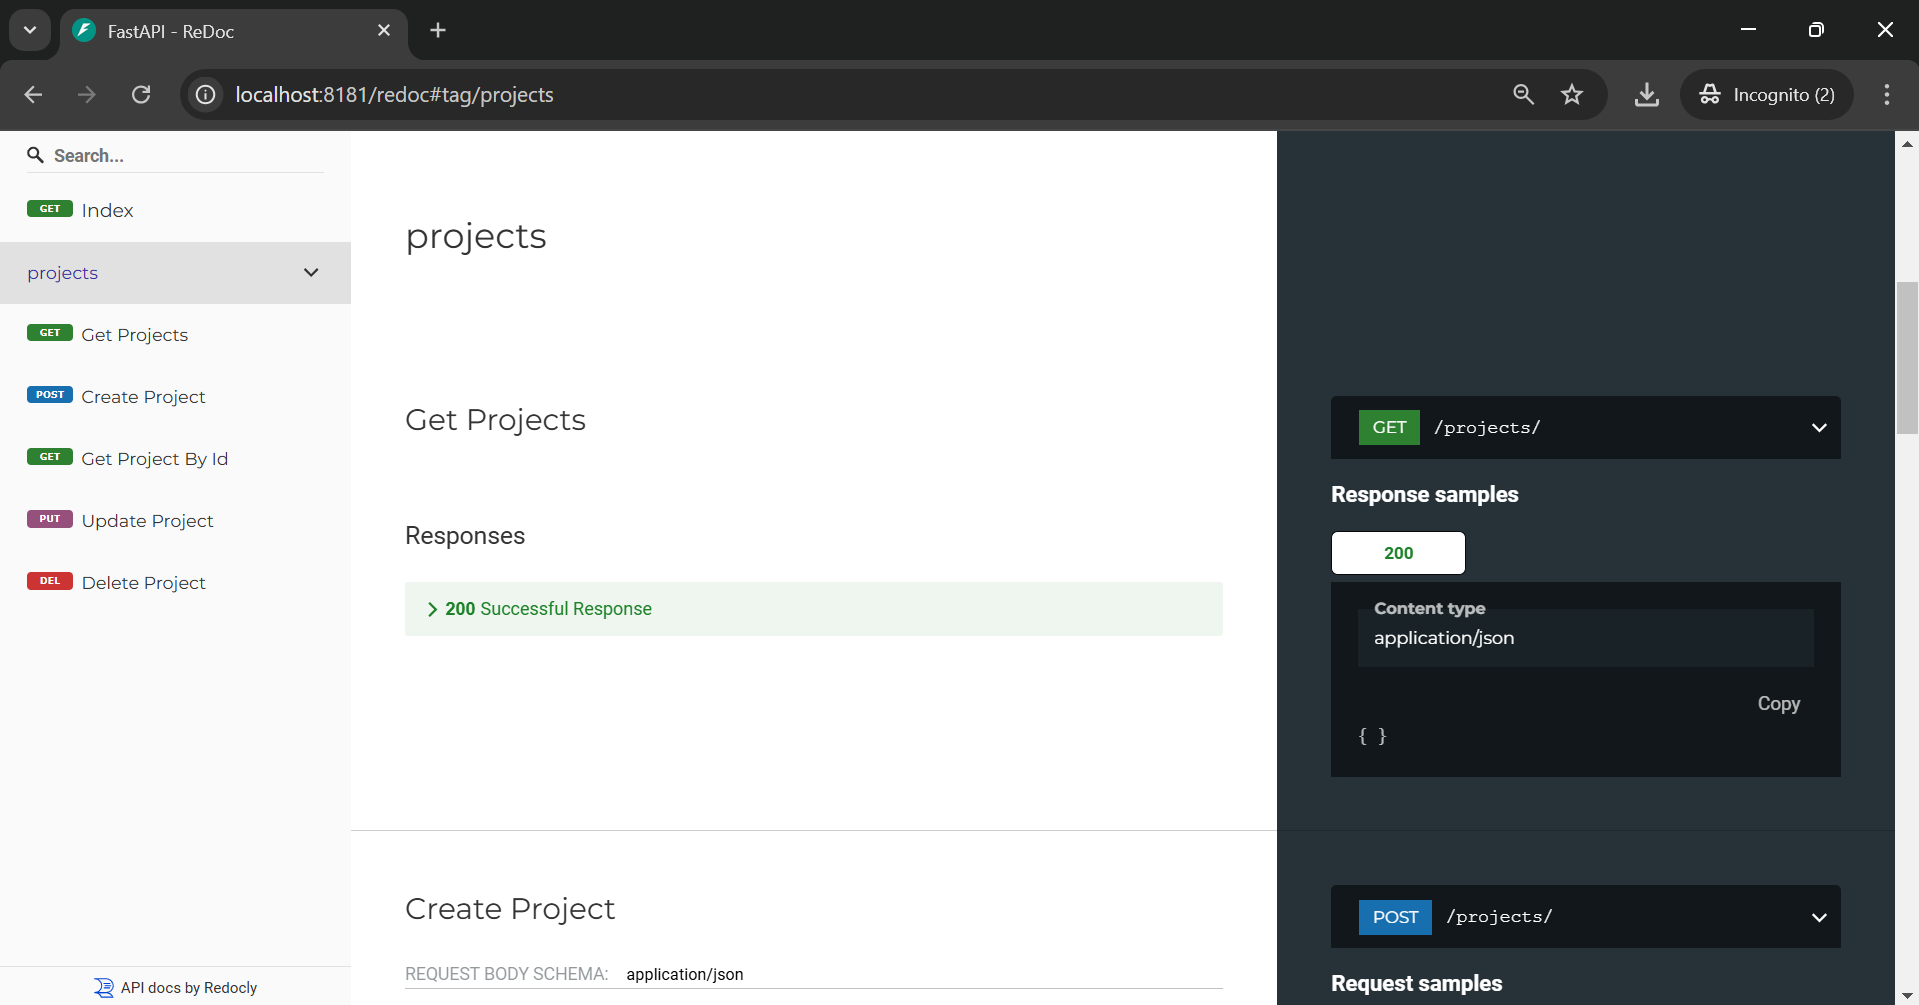 FastAPI - ReDoc
localhost:8181/redoc#tag/projects
Incognito (2)
Search...
GET Index
projects
GET Get Projects
POST Create Project
GET Get Project By Id
PUT Update Project
DEL Delete Project
API docs by Redocly
projects
Get Projects
Responses
200 Successful Response
Create Project
REQUEST BODY SCHEMA: application/json
GET /projects/
Response samples
200
Content type
application/json
Copy
{ }
POST /projects/
Request samples